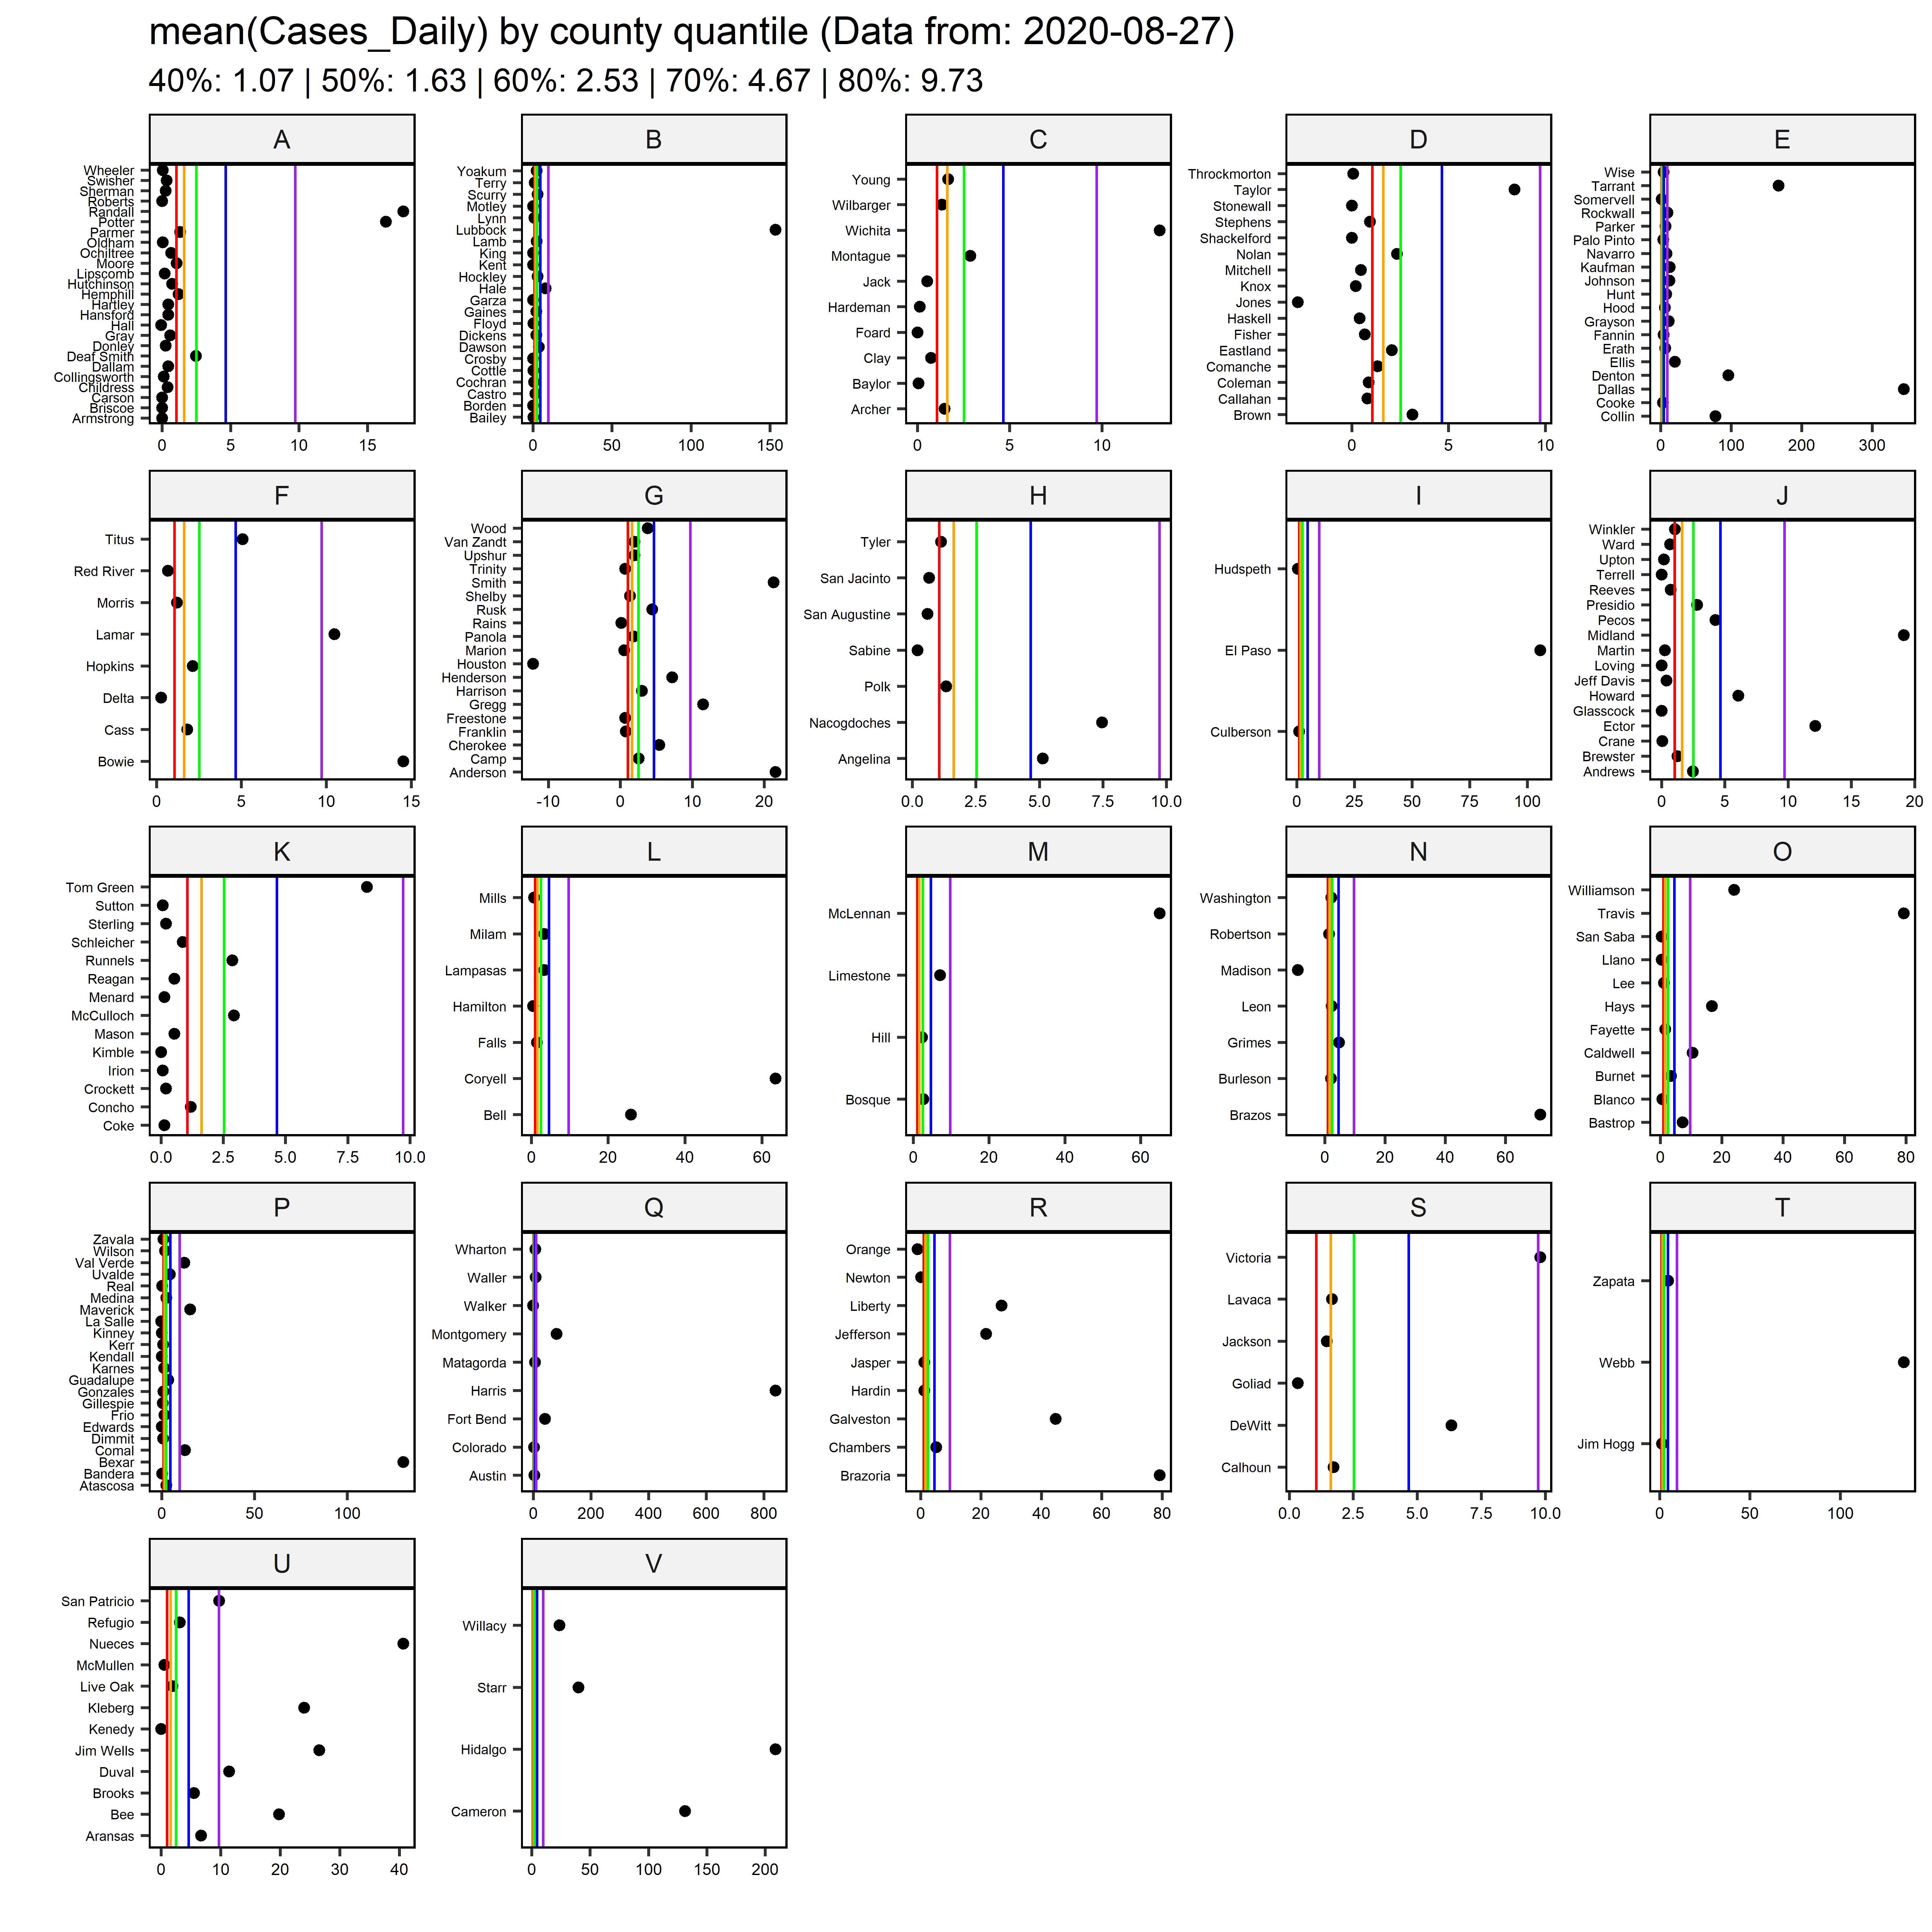 mean(Cases_Daily) by county quantile (Data from: 2020-08-27)
40%: 1.07 | 50%: 1.63 | 60%: 2.53 | 70%: 4.67 | 80%: 9.73
A
Wheeler
Swisher
Sherman
Roberts
Randall
Potter
Parmer
Oldham
Ochiltree
Moore
Lipscomb
Hutchinson
Hemphill
Hartley
Hansford
Hall
Gray
Donley
Deaf Smith
Dallam
Collingsworth
Childress
Carson
Briscoe
Armstrong
0 5 10 15
B
Yoakum
Terry
Scurry
Motley
Lynn
Lubbock
Lamb
King
Kent
Hockley
Hale
Garza
Gaines
Floyd
Dickens
Dawson
Crosby
Cottle
Cochran
Castro
Borden
Bailey
0 50 100 150
C
Young
Wilbarger
Wichita
Montague
Jack
Hardeman
Foard
Clay
Baylor
Archer
0 5 10
D
Throckmorton
Taylor
Stonewall
Stephens
Shackelford
Nolan
Mitchell
Knox
Jones
Haskell
Fisher
Eastland
Comanche
Coleman
Callahan
Brown
0 5 10
E
Wise
Tarrant
Somervell
Rockwall
Parker
Palo Pinto
Navarro
Kaufman
Johnson
Hunt
Hood
Grayson
Fannin
Erath
Ellis
Denton
Dallas
Cooke
Collin
0 100 200 300
F
Titus
Red River
Morris
Lamar
Hopkins
Delta
Cass
Bowie
0 5 10 15
G
Wood
Van Zandt
Upshur
Trinity
Smith
Shelby
Rusk
Rains
Panola
Marion
Houston
Henderson
Harrison
Gregg
Freestone
Franklin
Cherokee
Camp
Anderson
-10 0 10 20
H
Tyler
San Jacinto
San Augustine
Sabine
Polk
Nacogdoches
Angelina
0.0 2.5 5.0 7.5 10.0
I
Hudspeth
El Paso
Culberson
0 25 50 75 100
J
Winkler
Ward
Upton
Terrell
Reeves
Presidio
Pecos
Midland
Martin
Loving
Jeff Davis
Howard
Glasscock
Ector
Crane
Brewster
Andrews
0 5 10 15 20
K
Tom Green
Sutton
Sterling
Schleicher
Runnels
Reagan
Menard
McCulloch
Mason
Kimble
Irion
Crockett
Concho
Coke
0.0 2.5 5.0 7.5 10.0
L
Mills
Milam
Lampasas
Hamilton
Falls
Coryell
Bell
0 20 40 60
M
McLennan
Limestone
Hill
Bosque
0 20 40 60
N
Washington
Robertson
Madison
Leon
Grimes
Burleson
Brazos
0 20 40 60
O
Williamson
Travis
San Saba
Llano
Lee
Hays
Fayette
Caldwell
Burnet
Blanco
Bastrop
0 20 40 60 80
P
Zavala
Wilson
Val Verde
Uvalde
Real
Medina
Maverick
La Salle
Kinney
Kerr
Kendall
Karnes
Guadalupe
Gonzales
Gillespie
Frio
Edwards
Dimmit
Comal
Bexar
Bandera
Atascosa
0 50 100
Q
Wharton
Waller
Walker
Montgomery
Matagorda
Harris
Fort Bend
Colorado
Austin
0 200 400 600 800
R
Orange
Newton
Liberty
Jefferson
Jasper
Hardin
Galveston
Chambers
Brazoria
0 20 40 60 80
S
Victoria
Lavaca
Jackson
Goliad
DeWitt
Calhoun
0.0 2.5 5.0 7.5 10.0
T
Zapata
Webb
Jim Hogg
0 50 100
U
San Patricio
Refugio
Nueces
McMullen
Live Oak
Kleberg
Kenedy
Jim Wells
Duval
Brooks
Bee
Aransas
0 10 20 30 40
V
Willacy
Starr
Hidalgo
Cameron
0 50 100 150 200